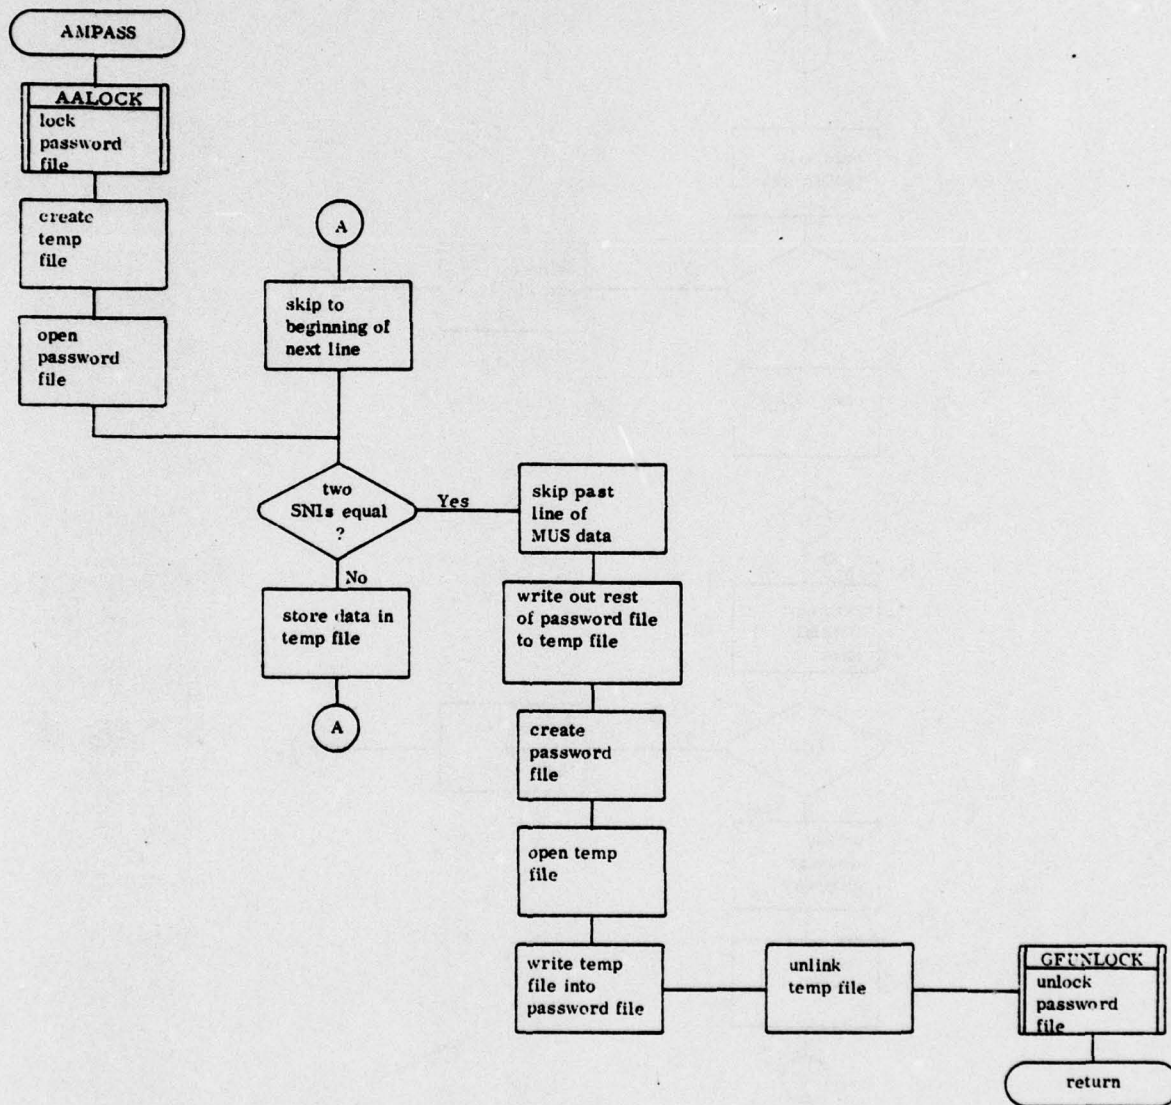 AMPASS
AALOCK
lock
password
file
create
temp
file
open
password
file
A
skip to
beginning of
next line
two
SNIs equal
?
Yes
No
store data in
temp file
A
skip past
line of
MUS data
write out rest
of password file
to temp file
create
password
file
open temp
file
write temp
file into
password file
unlink
temp file
GFUNLOCK
unlock
password
file
return